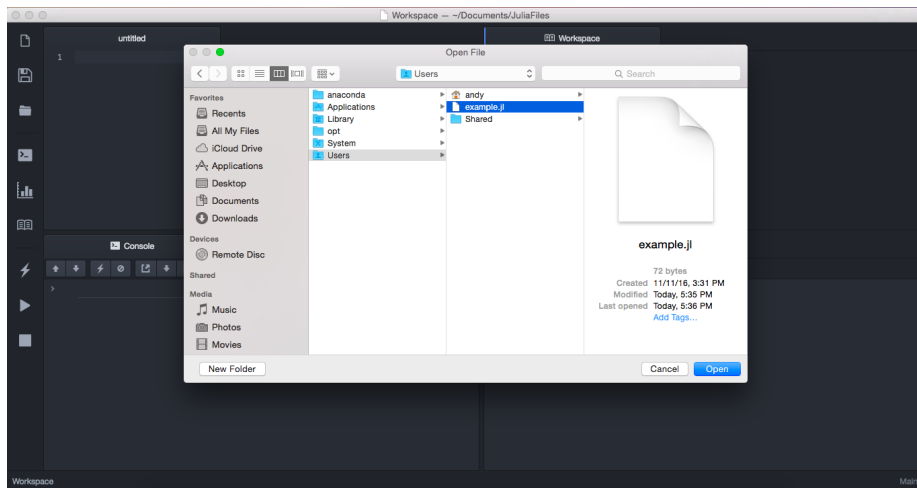 Workspace — ~/Documents/JuliaFiles
untitled
Workspace
1
Open File
Users
Search
Favorites
Recents
All My Files
iCloud Drive
Applications
Desktop
Documents
Downloads
Devices
Remote Disc
Shared
Media
Music
Photos
Movies
anaconda
Applications
Library
opt
System
Users
andy
example.jl
Shared
example.jl
72 bytes
Created 11/11/16, 3:31 PM
Modified Today, 5:35 PM
Last opened Today, 5:36 PM
Add Tags...
New Folder
Cancel
Open
Console
>
Workspace
Main